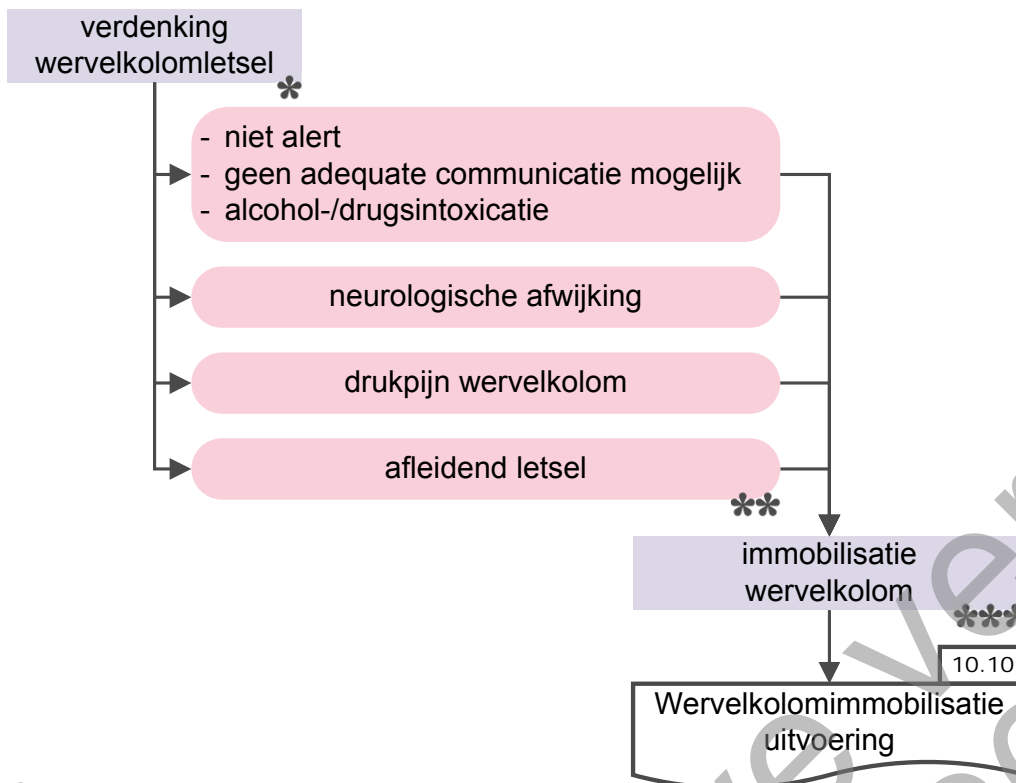 verdenking
wervelkolomletsel
*
- niet alert
- geen adequate communicatie mogelijk
- alcohol-/drugsintoxicatie
neurologische afwijking
drukpijn wervelkolom
afleidend letsel
**
immobilisatie
wervelkolom
***
10.10
Wervelkolomimmobilisatie
uitvoering